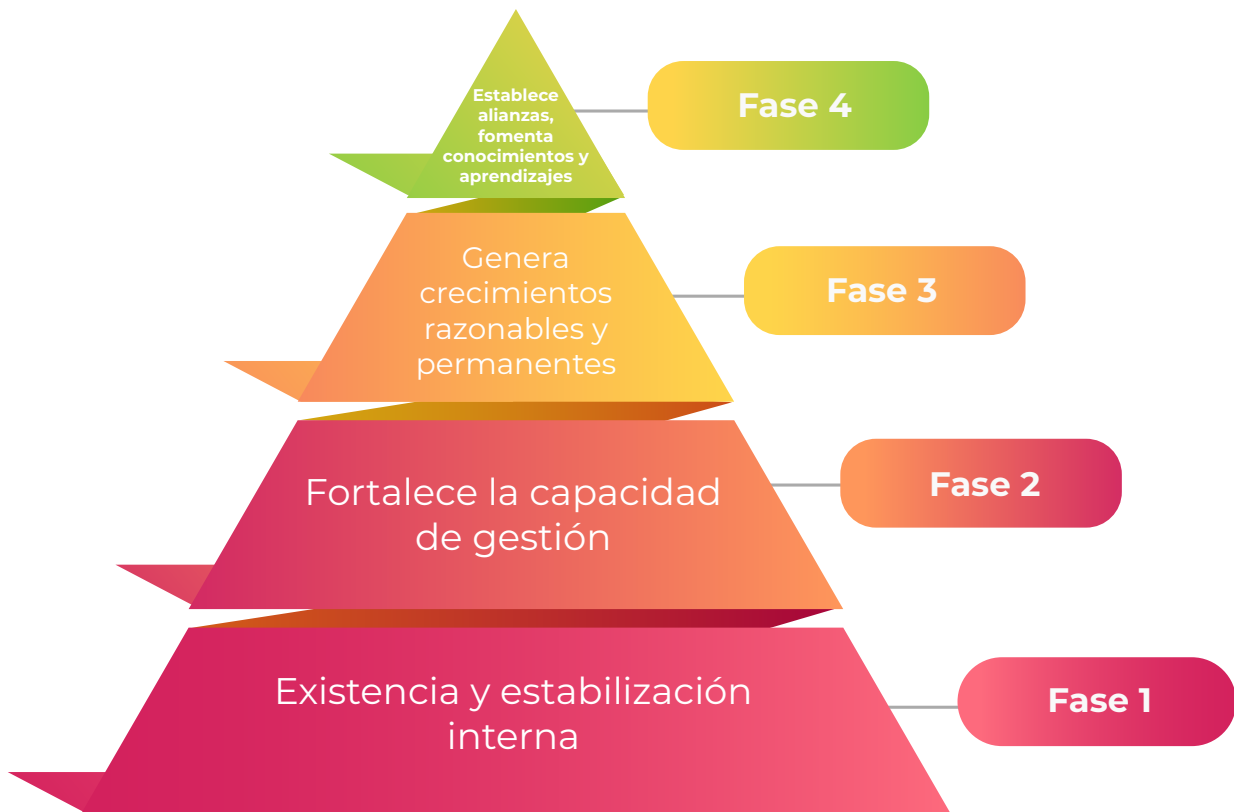 Establece
alianzas,
fomenta
conocimientos y
aprendizajes
Fase 4
Genera
crecimientos
razonables y
permanentes
Fase 3
Fortalece la capacidad
de gestión
Fase 2
Existencia y estabilización
interna
Fase 1